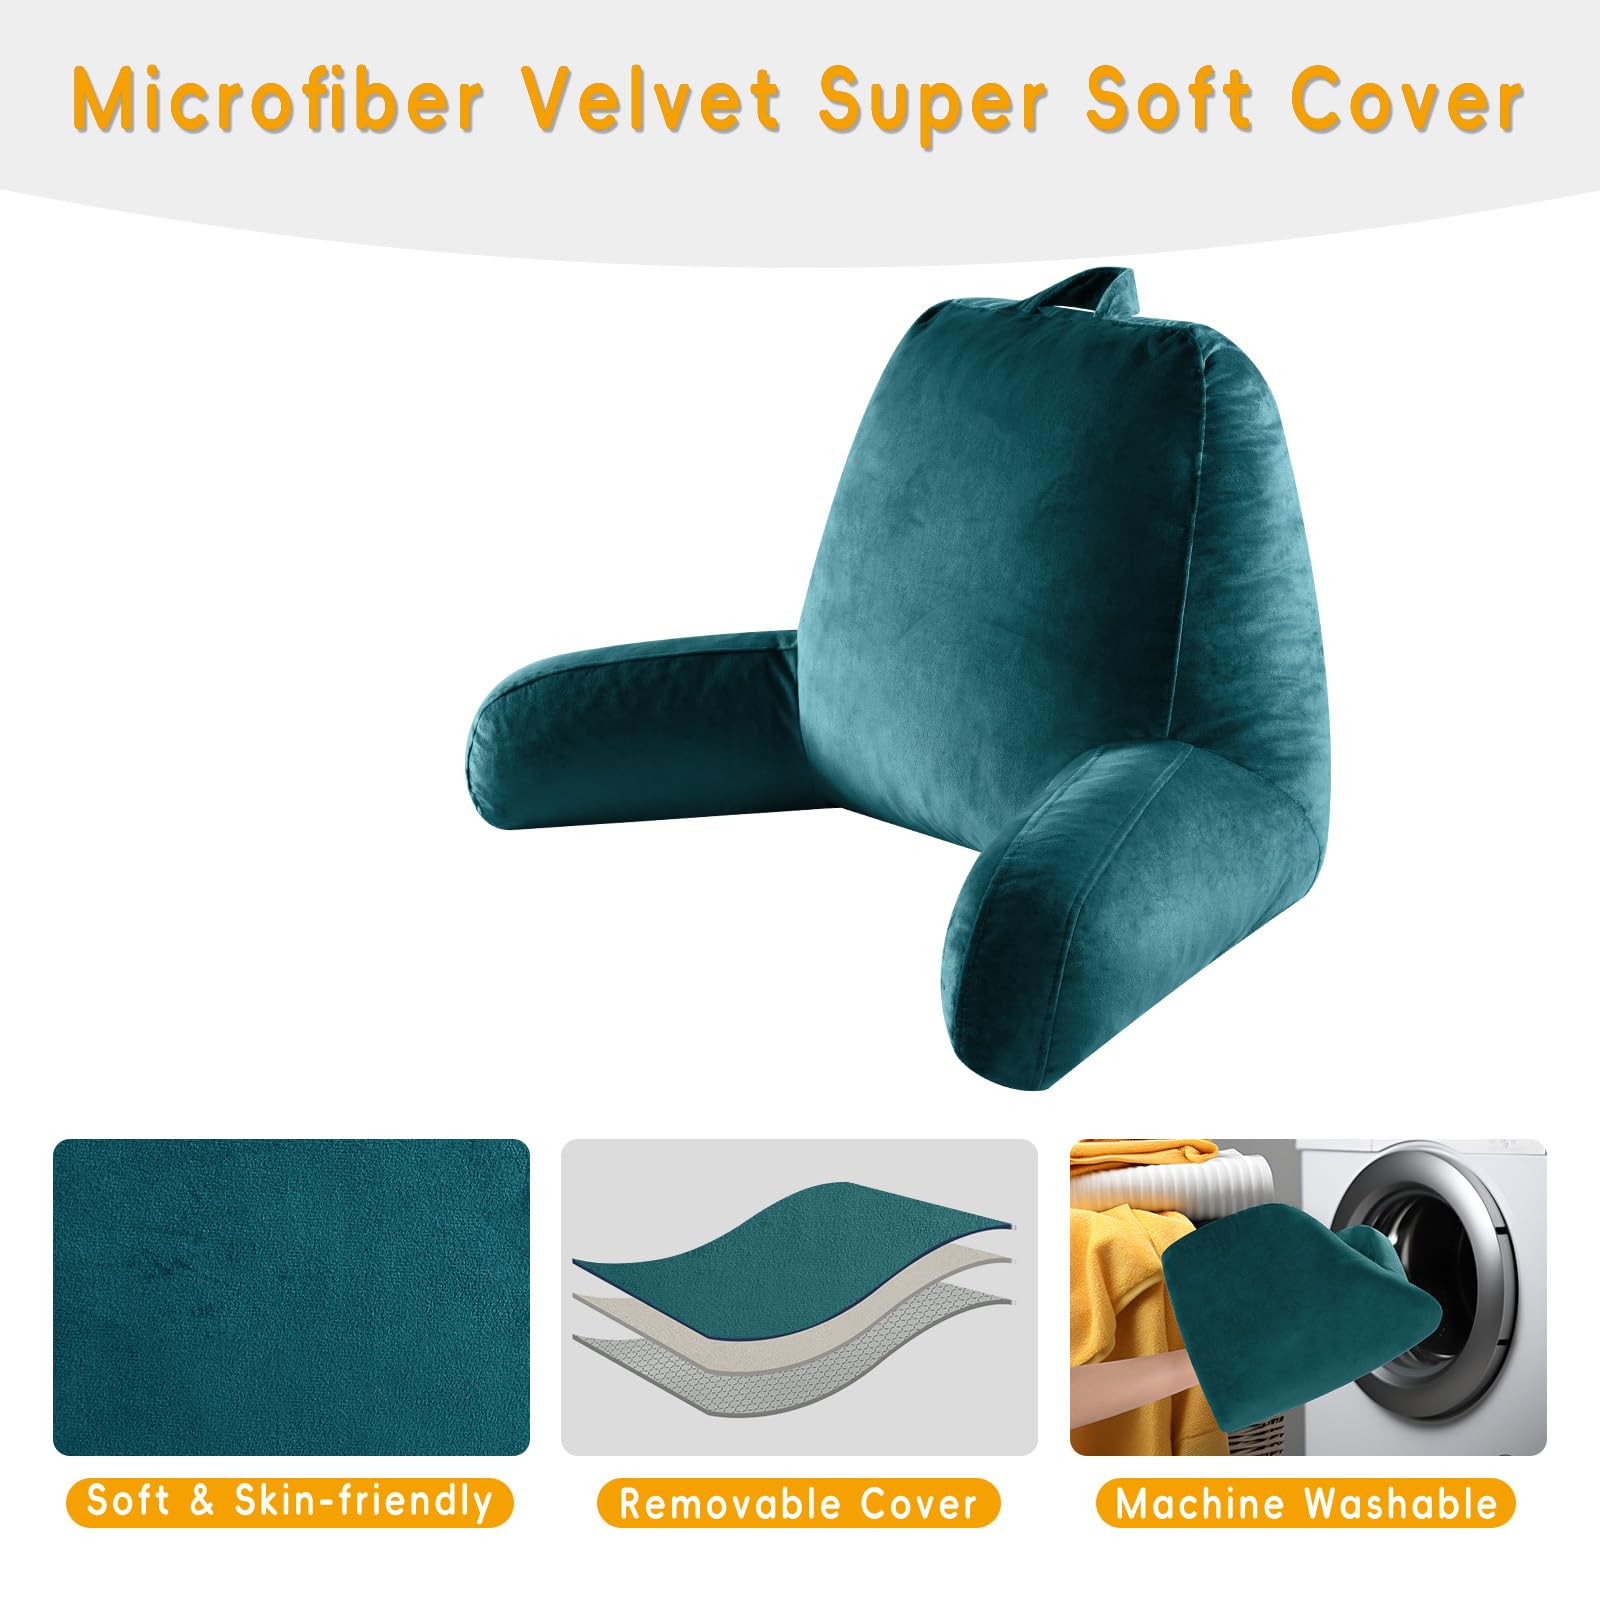 Microfiber Velvet Super Soft Cover
Soft & Skin-friendly
Removable Cover
Machine Washable